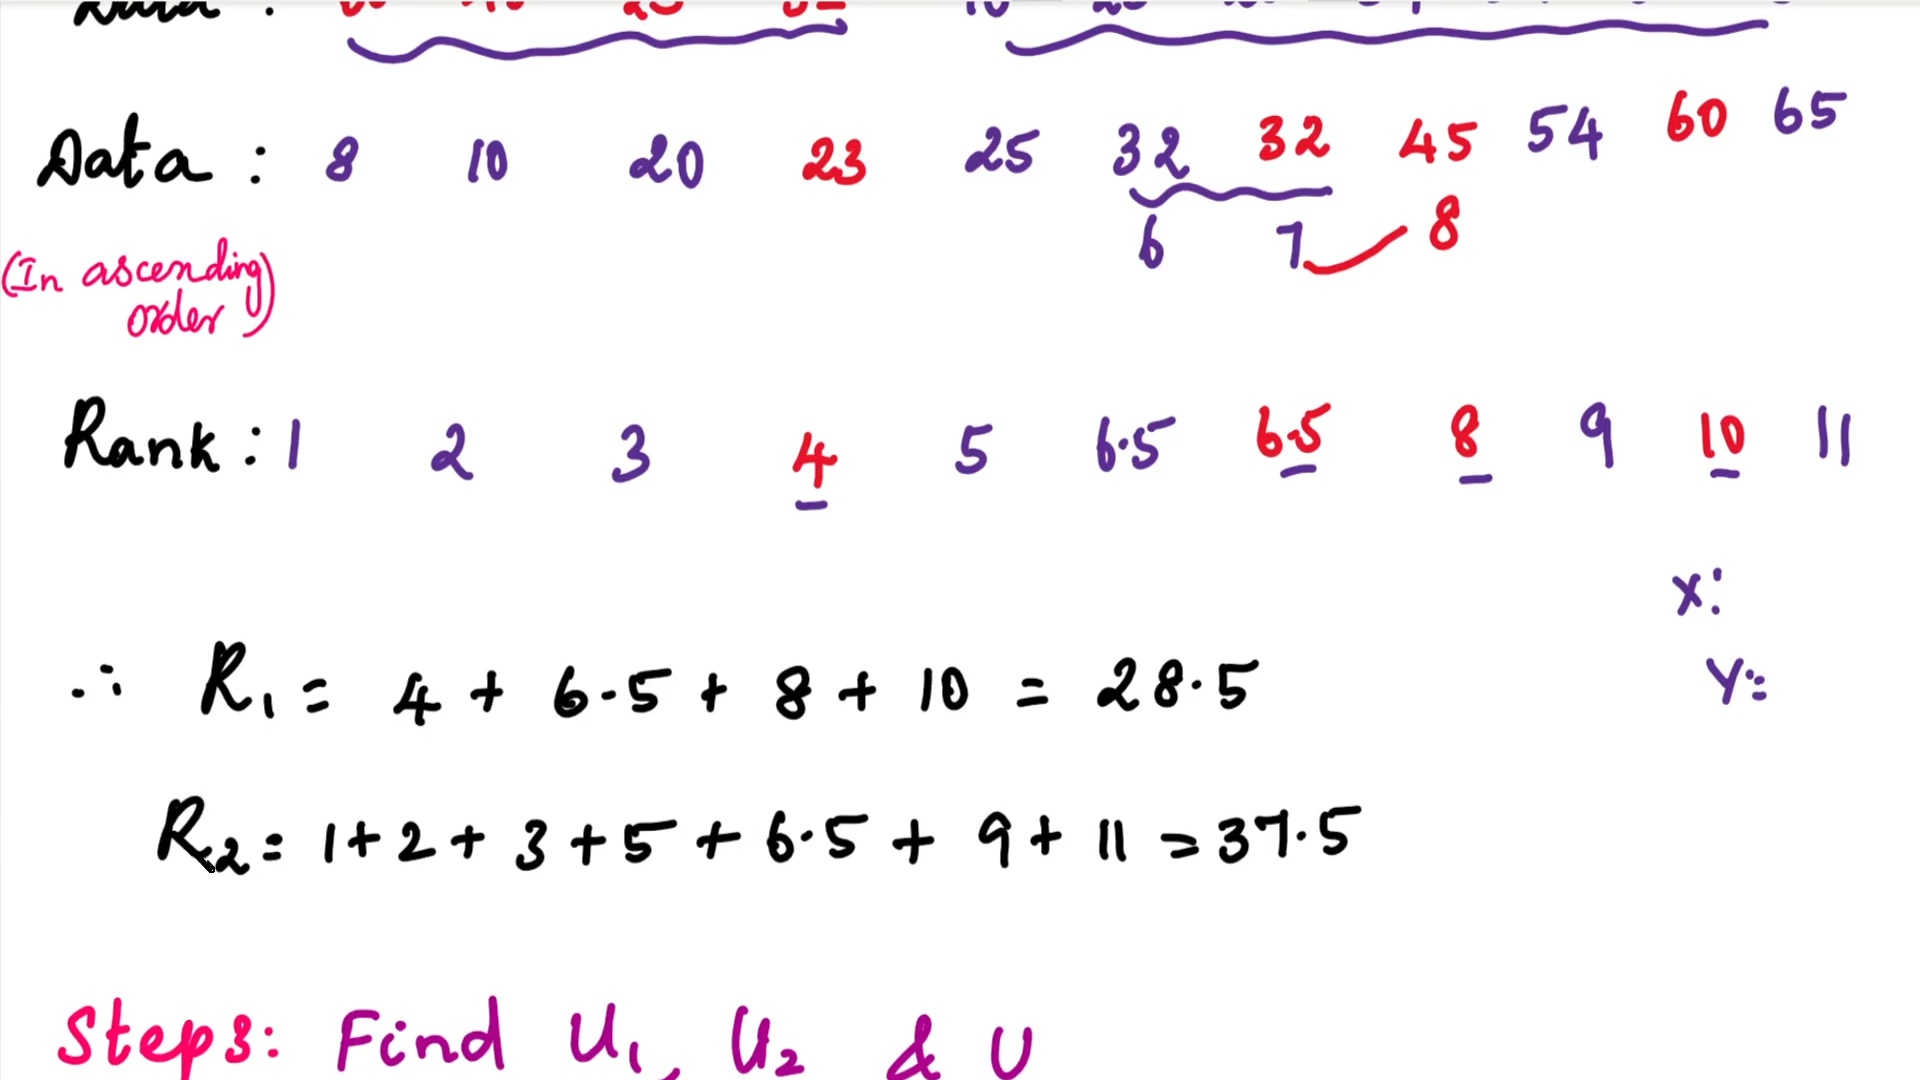 Data :
Data : 8 10 20 23 25 32 32 45 54 60 65
6 7 8
(In ascending
order)
Rank : 1 2 3 4 5 6.5 6.5 8 9 10 11
X:
∴ R₁ = 4 + 6.5 + 8 + 10 = 28.5
Y:
R₂ = 1 + 2 + 3 + 5 + 6.5 + 9 + 11 = 37.5
Step3: Find U₁, U₂ & U